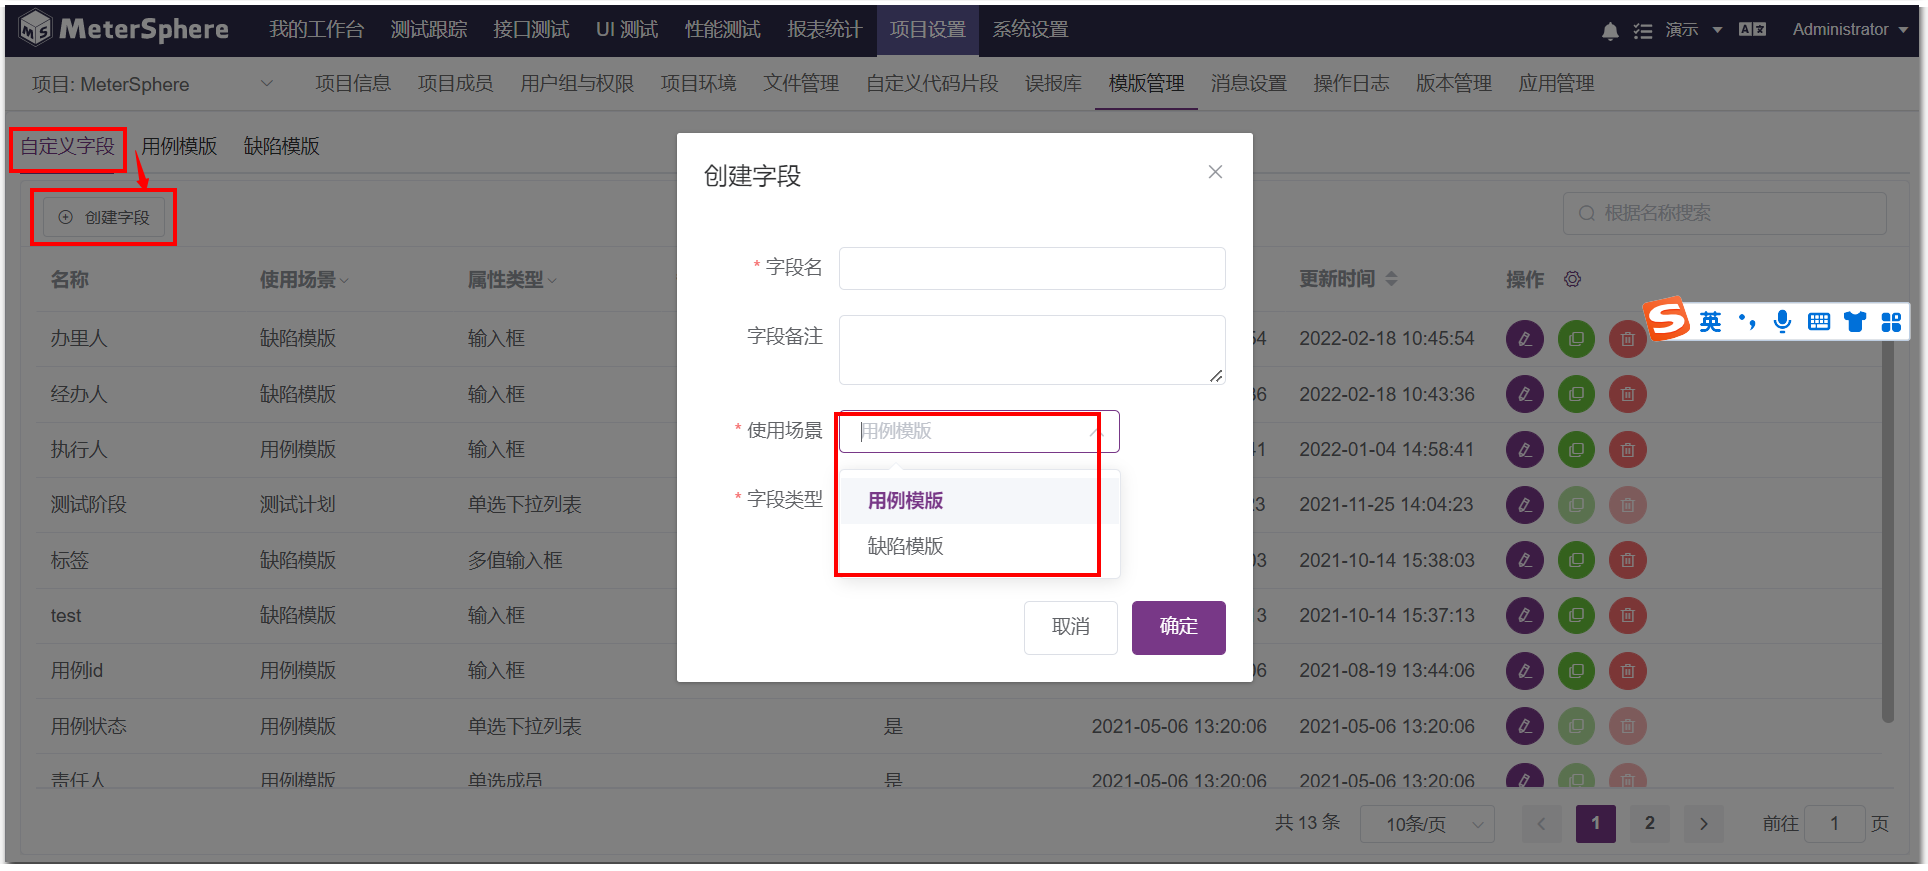 MeterSphere 我的工作台 测试跟踪 接口测试 UI 测试 性能测试 报表统计 项目设置 系统设置 演示 Administrator
项目: MeterSphere 项目信息 项目成员 用户组与权限 项目环境 文件管理 自定义代码片段 误报库 模版管理 消息设置 操作日志 版本管理 应用管理
自定义字段 用例模版 缺陷模版
创建字段
根据名称搜索
名称 使用场景 属性类型 更新时间 操作
办里人 缺陷模版 输入框 54 2022-02-18 10:45:54
经办人 缺陷模版 输入框 36 2022-02-18 10:43:36
执行人 用例模版 输入框 41 2022-01-04 14:58:41
测试阶段 测试计划 单选下拉列表 23 2021-11-25 14:04:23
标签 缺陷模版 多值输入框 03 2021-10-14 15:38:03
test 缺陷模版 输入框 3 2021-10-14 15:37:13
用例id 用例模版 输入框 06 2021-08-19 13:44:06
用例状态 用例模版 单选下拉列表 是 2021-05-06 13:20:06 2021-05-06 13:20:06
责任人 用例模版 单选成员 是 2021-05-06 13:20:06 2021-05-06 13:20:06
共 13 条 10条/页 1 2 前往 1 页
创建字段
* 字段名
字段备注
* 使用场景 用例模版
* 字段类型
用例模版
缺陷模版
取消 确定
英